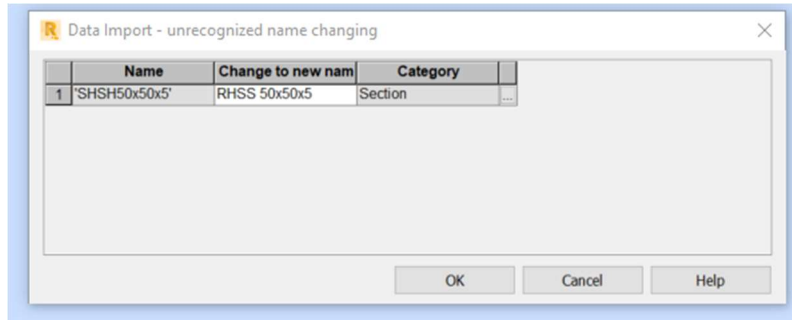 R Data Import - unrecognized name changing
Name Change to new nam Category
1 'SHSH50x50x5' RHSS 50x50x5 Section ...
OK Cancel Help